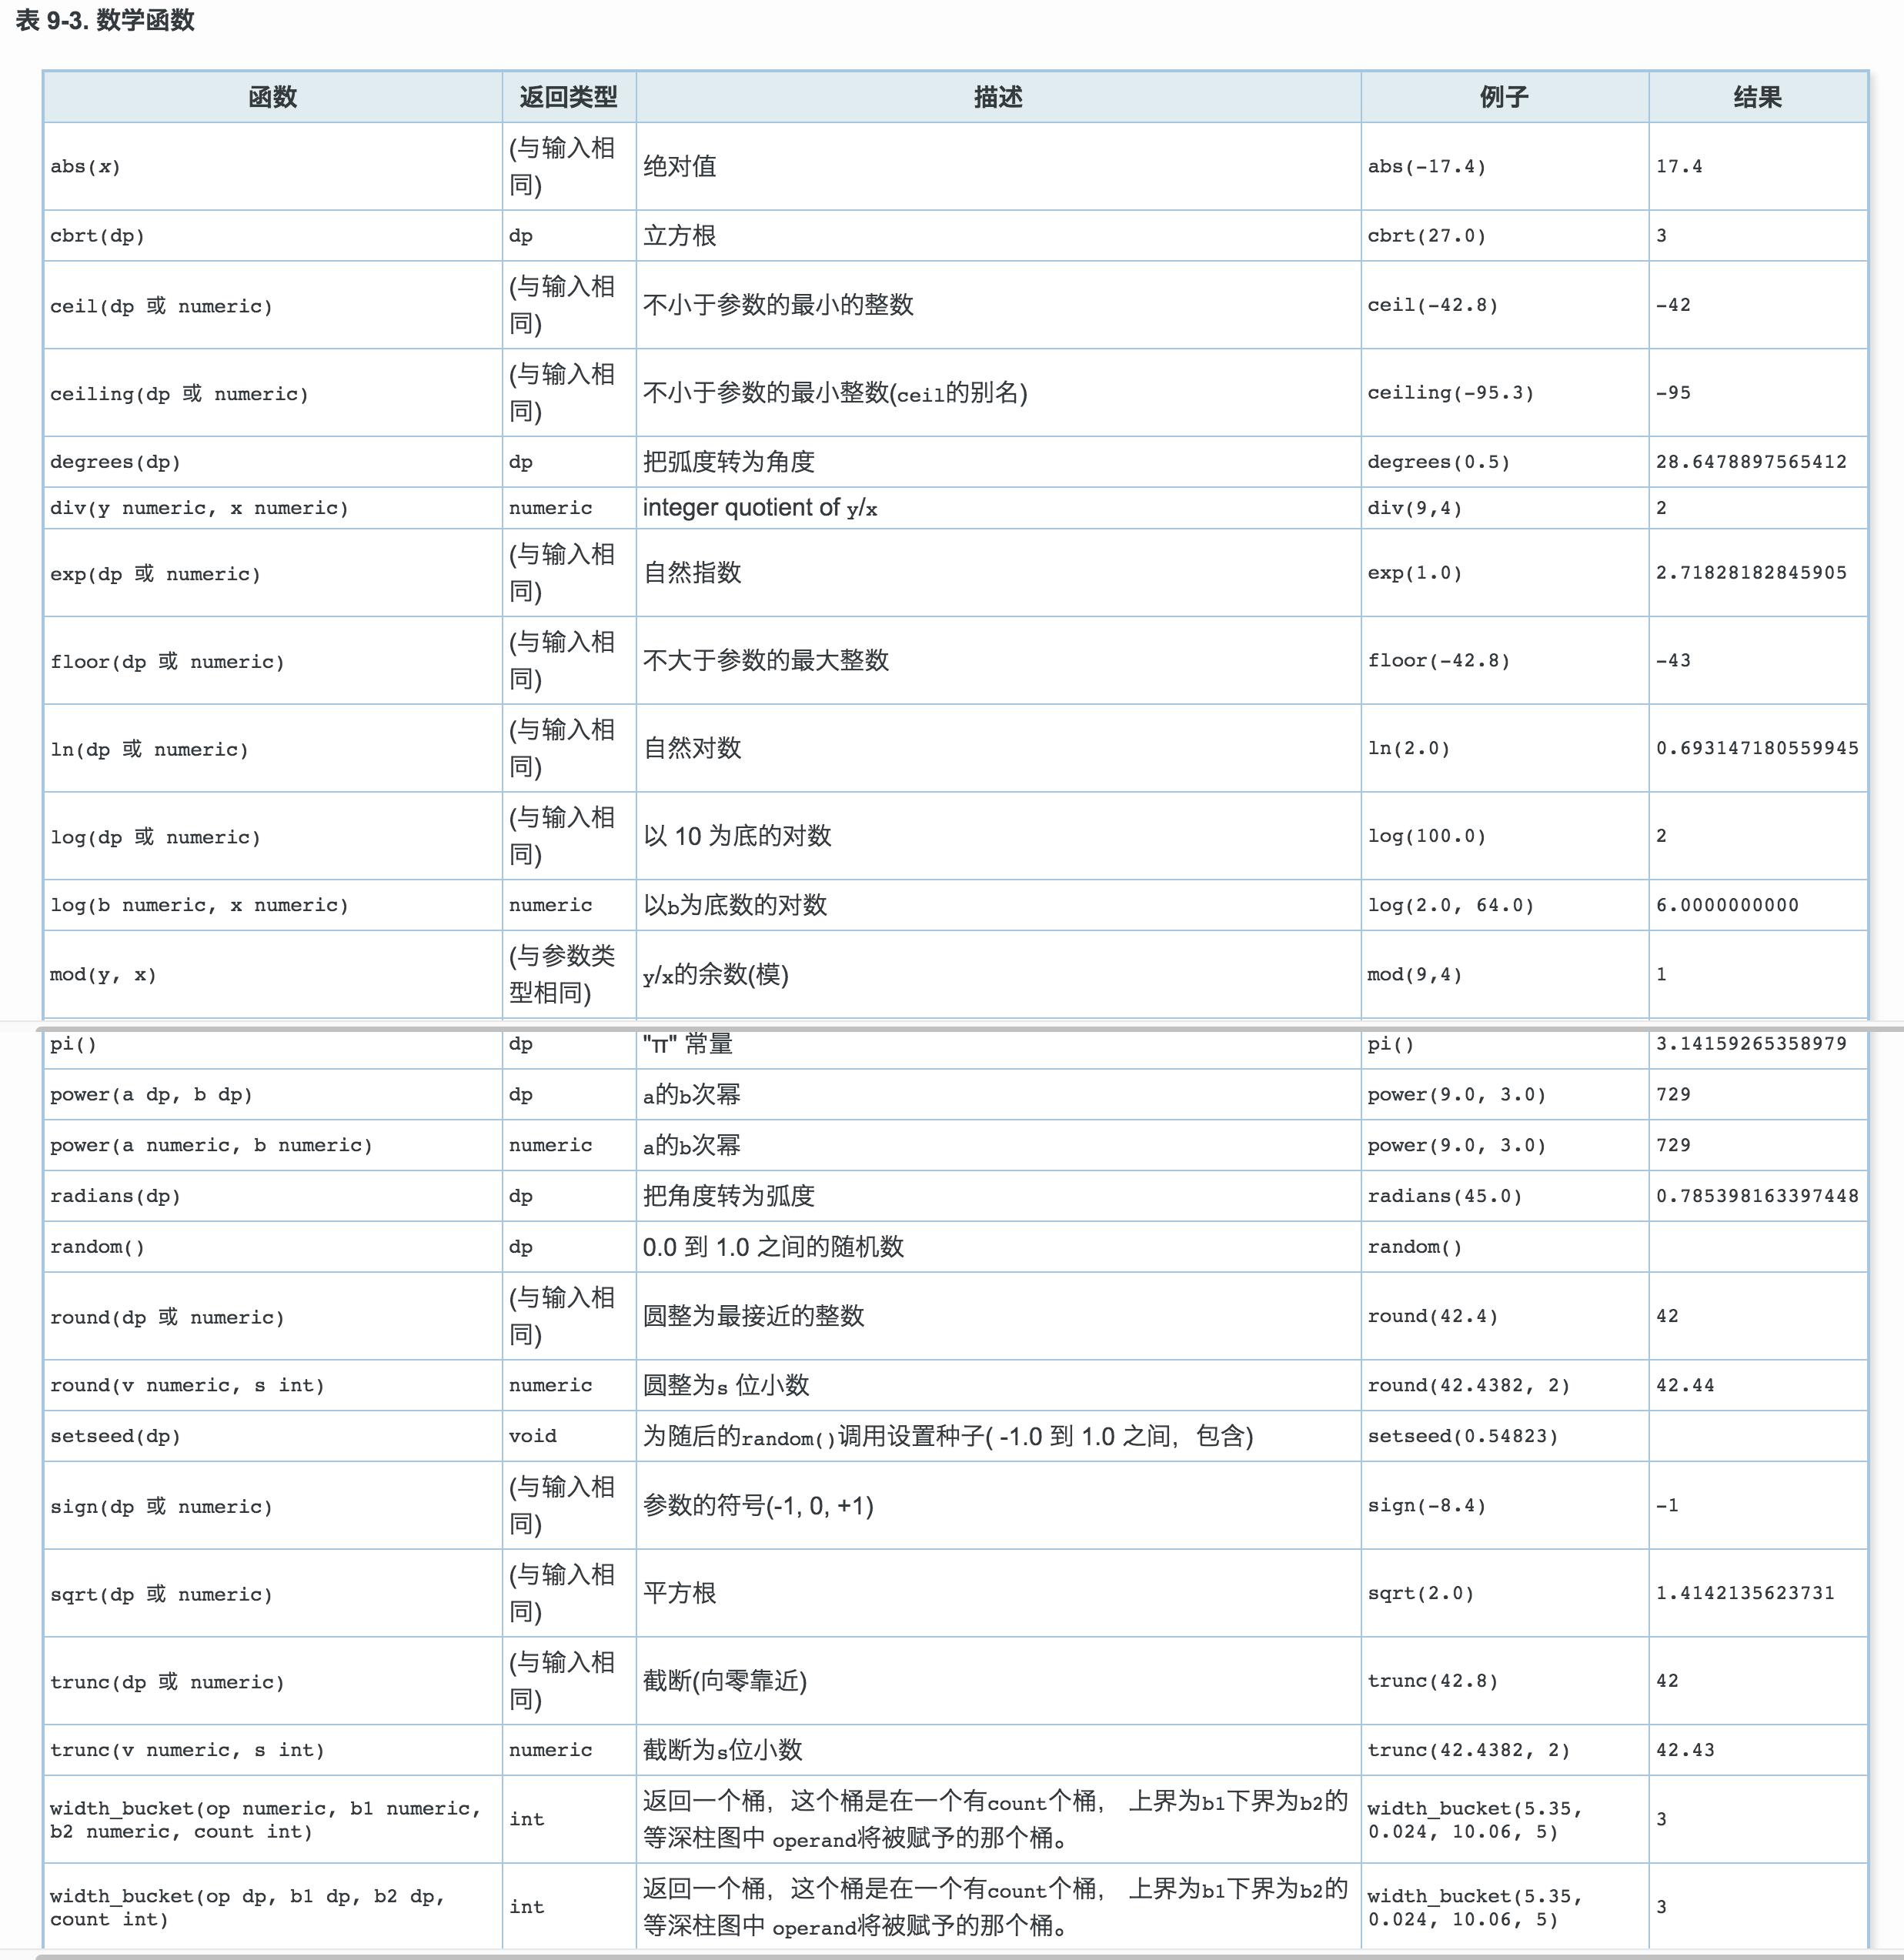 表 9-3. 数学函数
函数 返回类型 描述 例子 结果
abs(x) (与输入相同) 绝对值 abs(-17.4) 17.4
cbrt(dp) dp 立方根 cbrt(27.0) 3
ceil(dp 或 numeric) (与输入相同) 不小于参数的最小的整数 ceil(-42.8) -42
ceiling(dp 或 numeric) (与输入相同) 不小于参数的最小整数(ceil的别名) ceiling(-95.3) -95
degrees(dp) dp 把弧度转为角度 degrees(0.5) 28.6478897565412
div(y numeric, x numeric) numeric integer quotient of y/x div(9,4) 2
exp(dp 或 numeric) (与输入相同) 自然指数 exp(1.0) 2.71828182845905
floor(dp 或 numeric) (与输入相同) 不大于参数的最大整数 floor(-42.8) -43
ln(dp 或 numeric) (与输入相同) 自然对数 ln(2.0) 0.693147180559945
log(dp 或 numeric) (与输入相同) 以 10 为底的对数 log(100.0) 2
log(b numeric, x numeric) numeric 以b为底数的对数 log(2.0, 64.0) 6.0000000000
mod(y, x) (与参数类型相同) y/x的余数(模) mod(9,4) 1
pi() dp "π" 常量 pi() 3.14159265358979
power(a dp, b dp) dp a的b次幂 power(9.0, 3.0) 729
power(a numeric, b numeric) numeric a的b次幂 power(9.0, 3.0) 729
radians(dp) dp 把角度转为弧度 radians(45.0) 0.785398163397448
random() dp 0.0 到 1.0 之间的随机数 random()
round(dp 或 numeric) (与输入相同) 圆整为最接近的整数 round(42.4) 42
round(v numeric, s int) numeric 圆整为s 位小数 round(42.4382, 2) 42.44
setseed(dp) void 为随后的random()调用设置种子( -1.0 到 1.0 之间，包含) setseed(0.54823)
sign(dp 或 numeric) (与输入相同) 参数的符号(-1, 0, +1) sign(-8.4) -1
sqrt(dp 或 numeric) (与输入相同) 平方根 sqrt(2.0) 1.4142135623731
trunc(dp 或 numeric) (与输入相同) 截断(向零靠近) trunc(42.8) 42
trunc(v numeric, s int) numeric 截断为s位小数 trunc(42.4382, 2) 42.43
width_bucket(op numeric, b1 numeric, b2 numeric, count int) int 返回一个桶，这个桶是在一个有count个桶， 上界为b1下界为b2的等深柱图中 operand将被赋予的那个桶。 width_bucket(5.35, 0.024, 10.06, 5) 3
width_bucket(op dp, b1 dp, b2 dp, count int) int 返回一个桶，这个桶是在一个有count个桶， 上界为b1下界为b2的等深柱图中 operand将被赋予的那个桶。 width_bucket(5.35, 0.024, 10.06, 5) 3